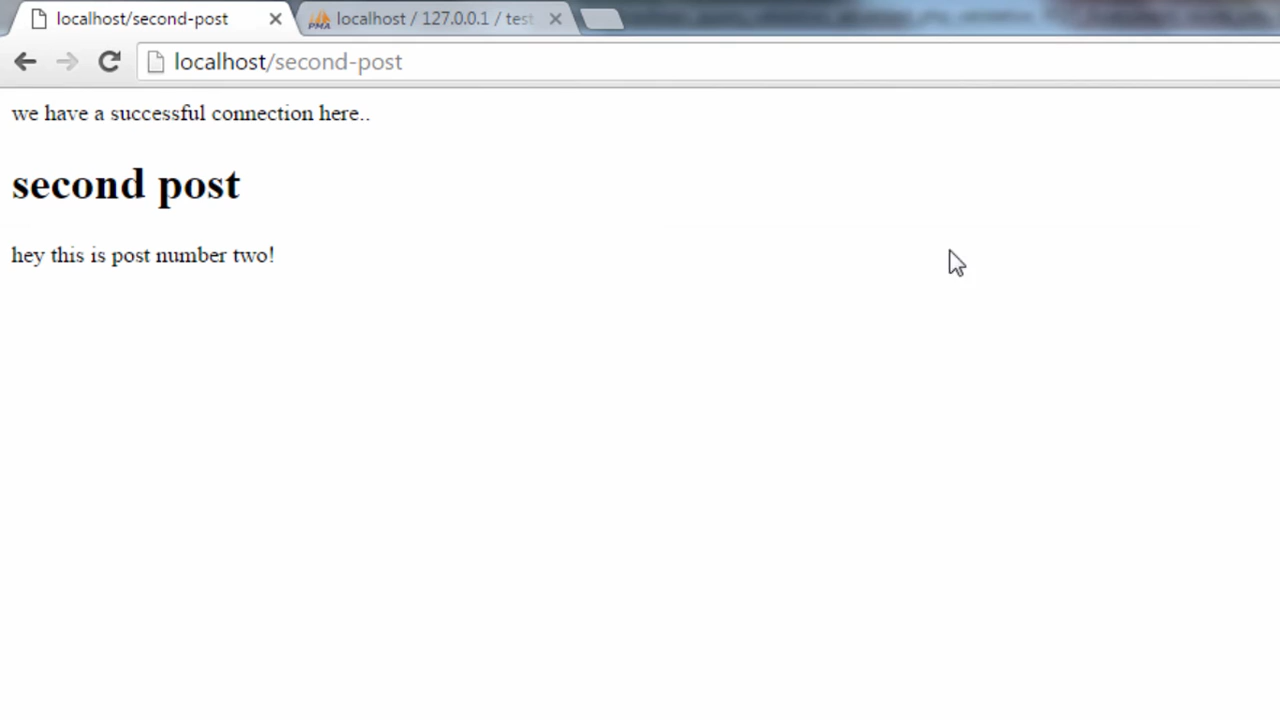 localhost/second-post
PMA localhost / 127.0.0.1 / test
localhost/second-post
we have a successful connection here..
second post
hey this is post number two!